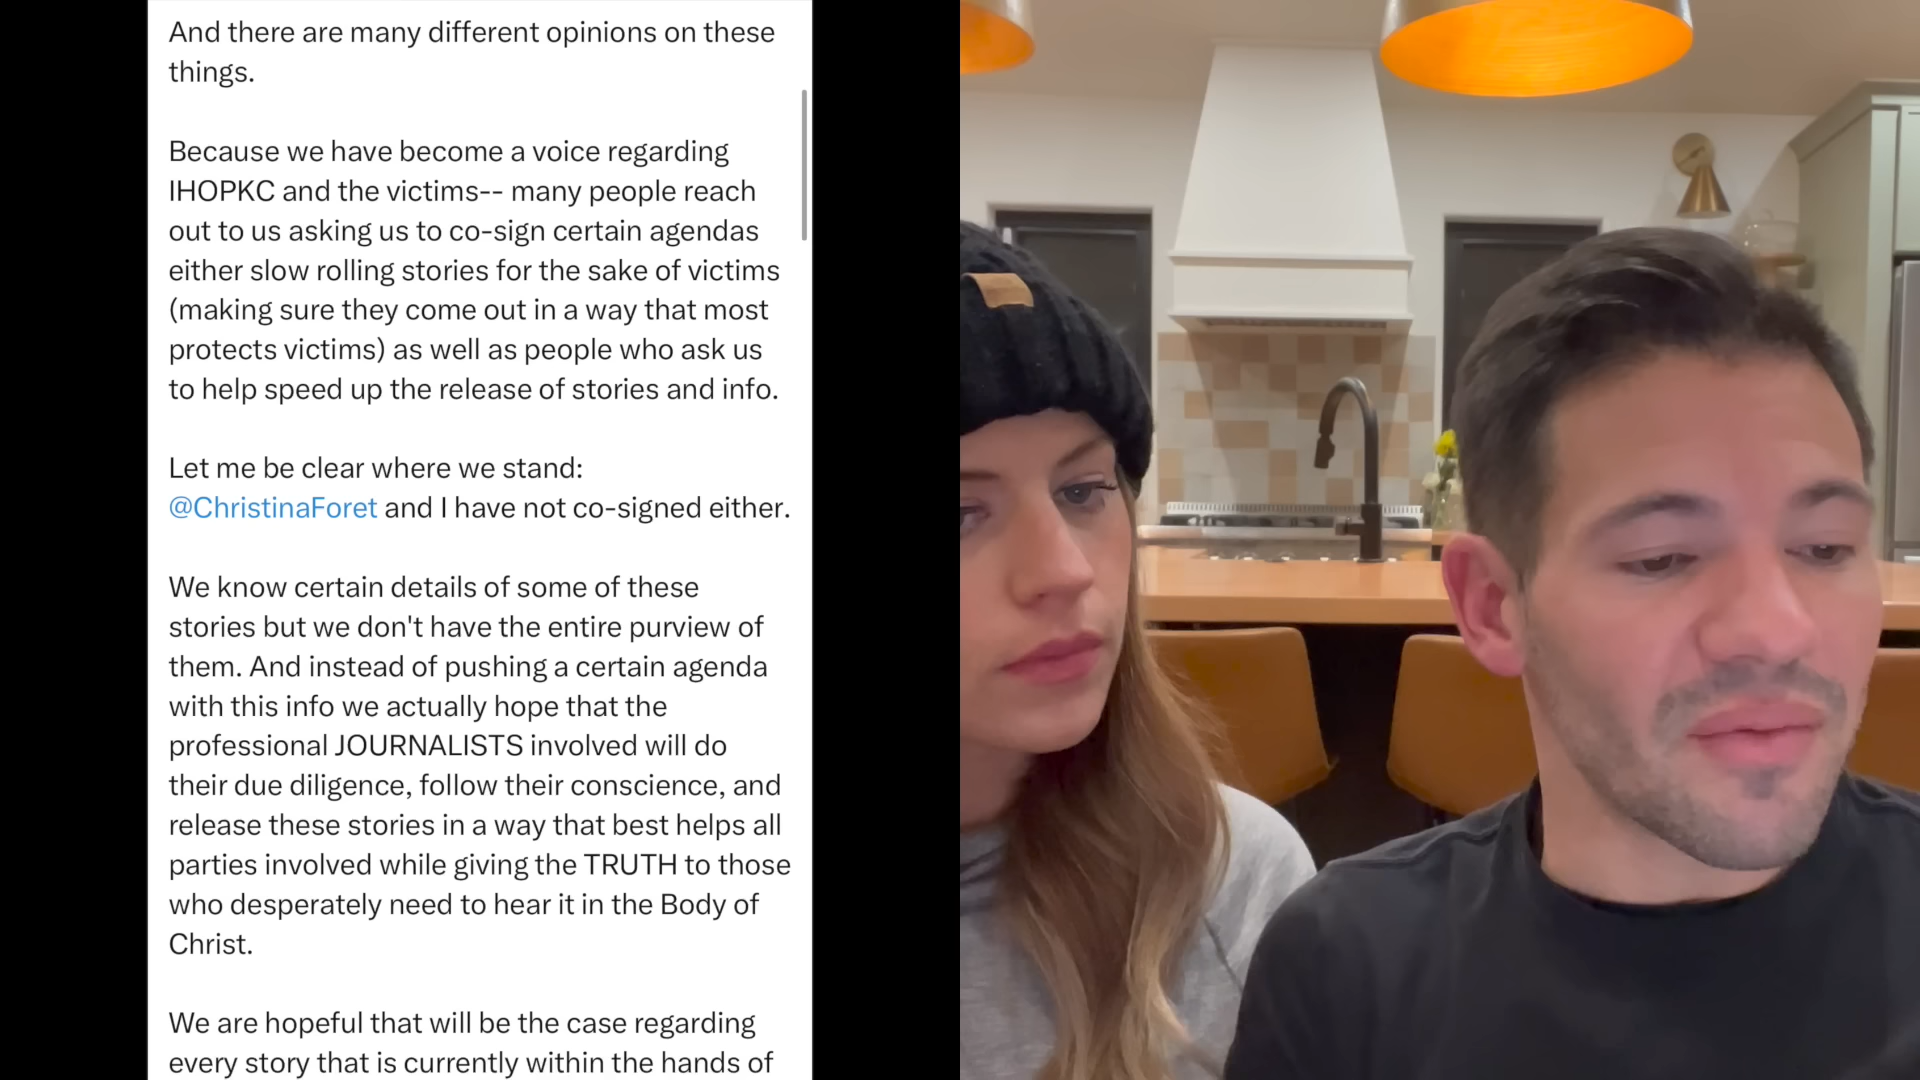 And there are many different opinions on these
things.
Because we have become a voice regarding
IHOPKC and the victims-- many people reach
out to us asking us to co-sign certain agendas
either slow rolling stories for the sake of victims
(making sure they come out in a way that most
protects victims) as well as people who ask us
to help speed up the release of stories and info.
Let me be clear where we stand:
@ChristinaForet and I have not co-signed either.
We know certain details of some of these
stories but we don't have the entire purview of
them. And instead of pushing a certain agenda
with this info we actually hope that the
professional JOURNALISTS involved will do
their due diligence, follow their conscience, and
release these stories in a way that best helps all
parties involved while giving the TRUTH to those
who desperately need to hear it in the Body of
Christ.
We are hopeful that will be the case regarding
every story that is currently within the hands of